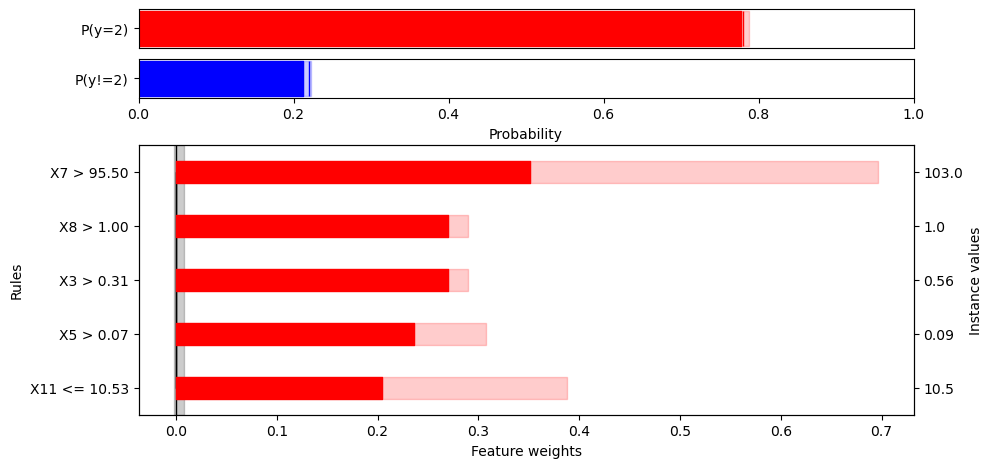 P(y=2)
P(y!=2)
0.0 0.2 0.4 0.6 0.8 1.0
Probability
X7 > 95.50 103.0
X8 > 1.00 1.0
X3 > 0.31 0.56
X5 > 0.07 0.09
X11 <= 10.53 10.5
Rules
Instance values
0.0 0.1 0.2 0.3 0.4 0.5 0.6 0.7
Feature weights